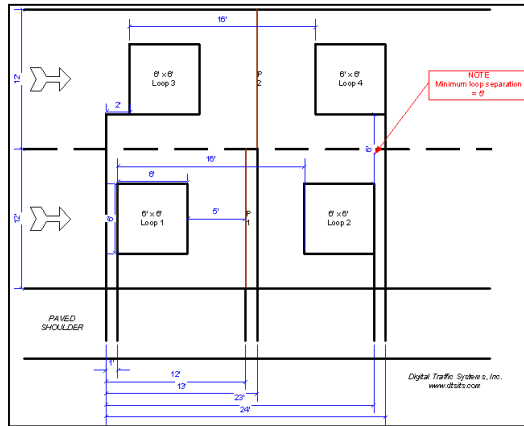 16'
12'
6' x 6'
Loop 3
P
2
6' x 6'
Loop 4
NOTE
Minimum loop separation
= 6'
2'
6'
16'
6'
12'
6'
6' x 6'
Loop 1
5'
P
1
6' x 6'
Loop 2
PAVED
SHOULDER
1'
12'
13'
23'
24'
Digital Traffic Systems, Inc.
www.dtsits.com